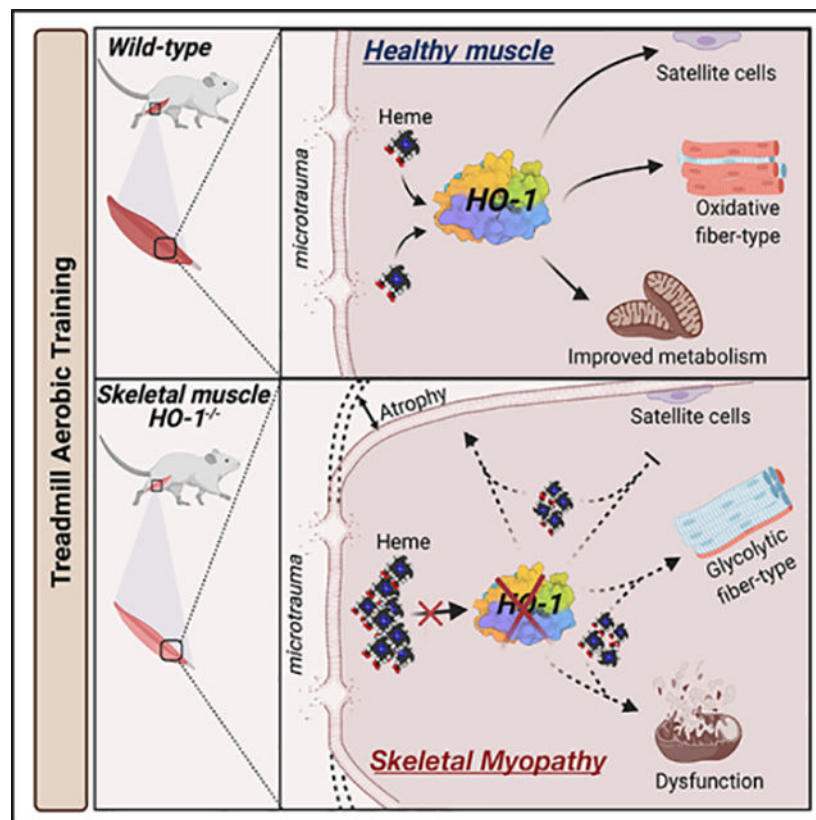 Treadmill Aerobic Training
Wild-type
Healthy muscle
microtrauma
Heme
HO-1
Satellite cells
Oxidative
fiber-type
Improved metabolism
Skeletal muscle
HO-1-/-
Atrophy
microtrauma
Heme
HO-1
Satellite cells
Glycolytic
fiber-type
Dysfunction
Skeletal Myopathy